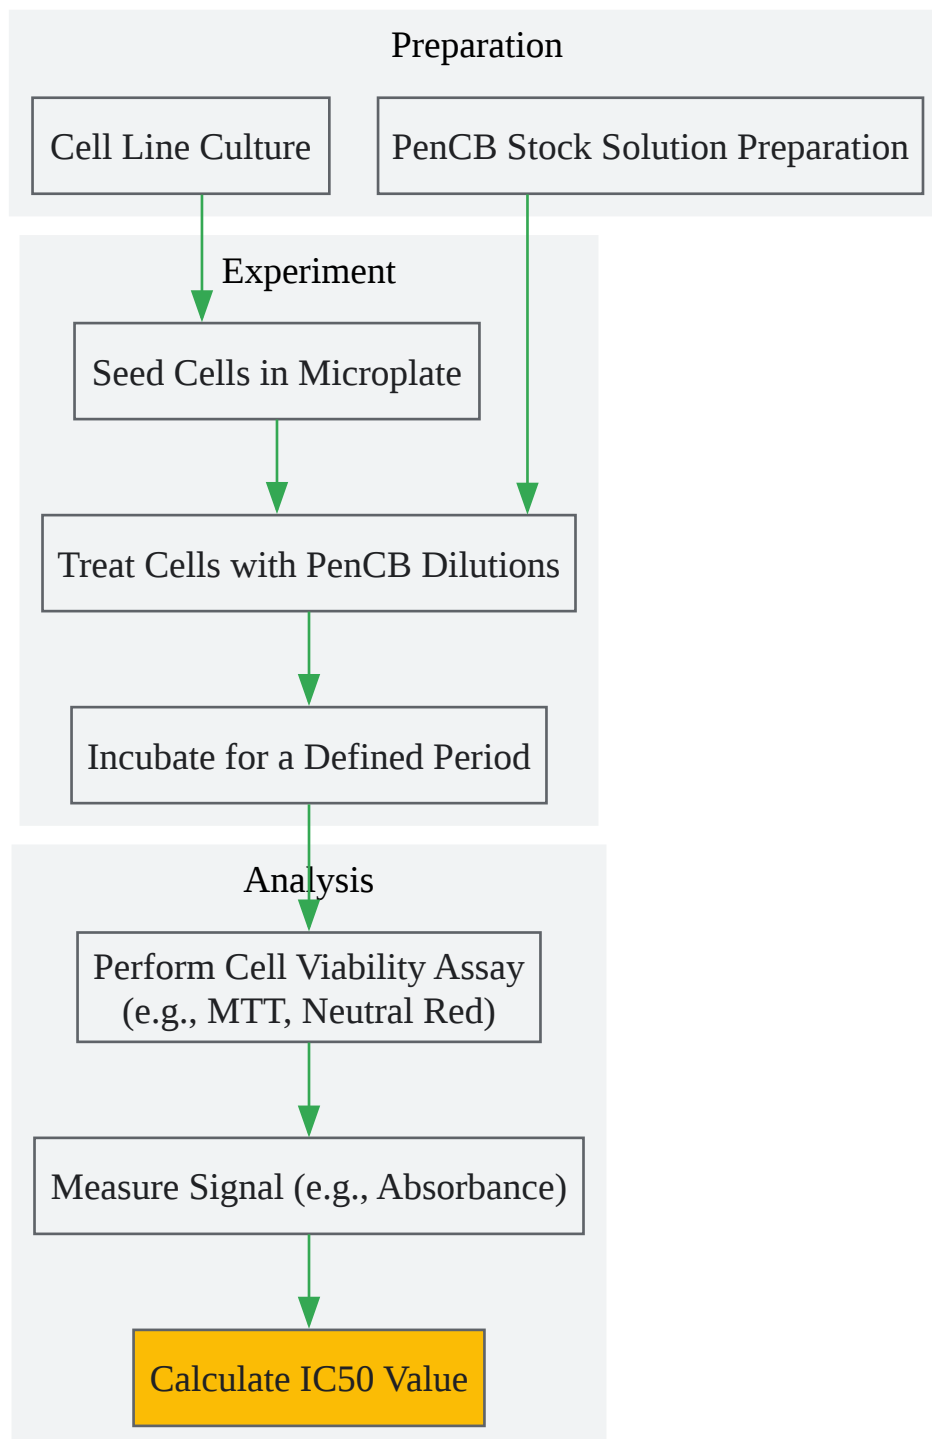 Preparation
Cell Line Culture
PenCB Stock Solution Preparation
Experiment
Seed Cells in Microplate
Treat Cells with PenCB Dilutions
Incubate for a Defined Period
Analysis
Perform Cell Viability Assay
(e.g., MTT, Neutral Red)
Measure Signal (e.g., Absorbance)
Calculate IC50 Value